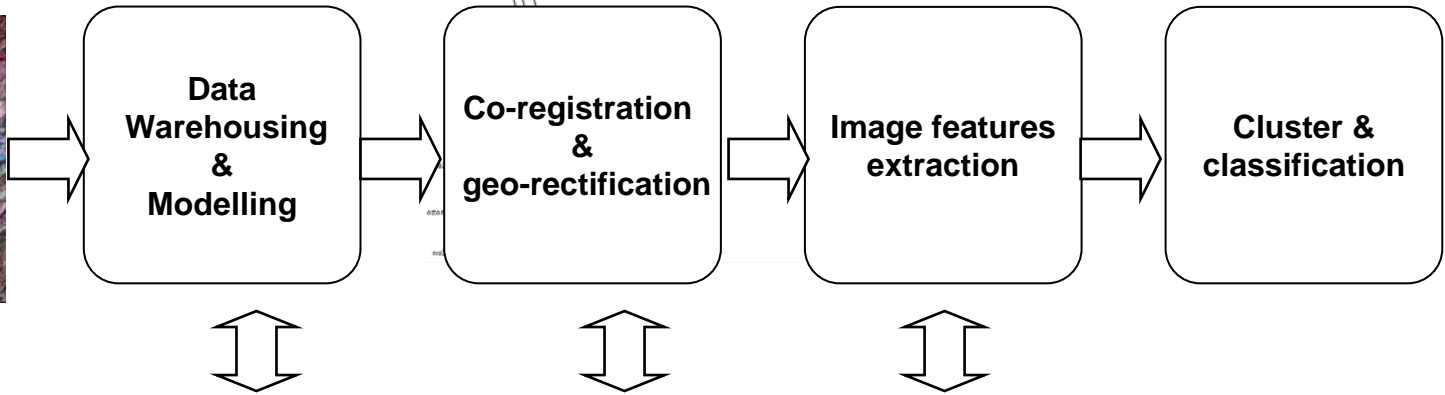 Data
Warehousing
&
Modelling
Co-registration
&
geo-rectification
Image features
extraction
Cluster &
classification